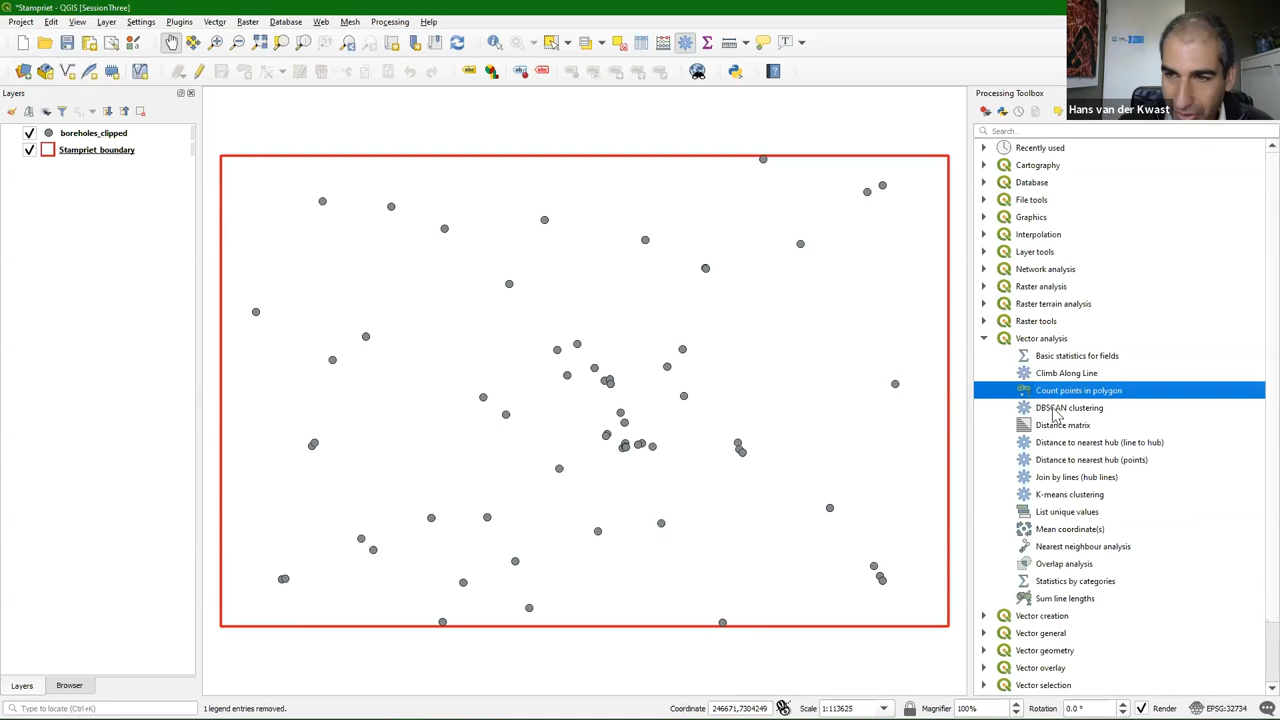 *Stampriet - QGIS [SessionThree]
Project Edit View Layer Settings Plugins Vector Raster Database Web Mesh Processing Help
Layers
boreholes_clipped
Stampriet_boundary
Hans van der Kwast
Processing Toolbox
Search...
Recently used
Cartography
Database
File tools
Graphics
Interpolation
Layer tools
Network analysis
Raster analysis
Raster terrain analysis
Raster tools
Vector analysis
Basic statistics for fields
Climb Along Line
Count points in polygon
DBSCAN clustering
Distance matrix
Distance to nearest hub (line to hub)
Distance to nearest hub (points)
Join by lines (hub lines)
K-means clustering
List unique values
Mean coordinate(s)
Nearest neighbour analysis
Overlap analysis
Statistics by categories
Sum line lengths
Vector creation
Vector general
Vector geometry
Vector overlay
Vector selection
Layers Browser
Type to locate (Ctrl+K) 1 legend entries removed. Coordinate 246671,7304249 Scale 1:113625 Magnifier 100% Rotation 0.0 ° Render EPSG:32734